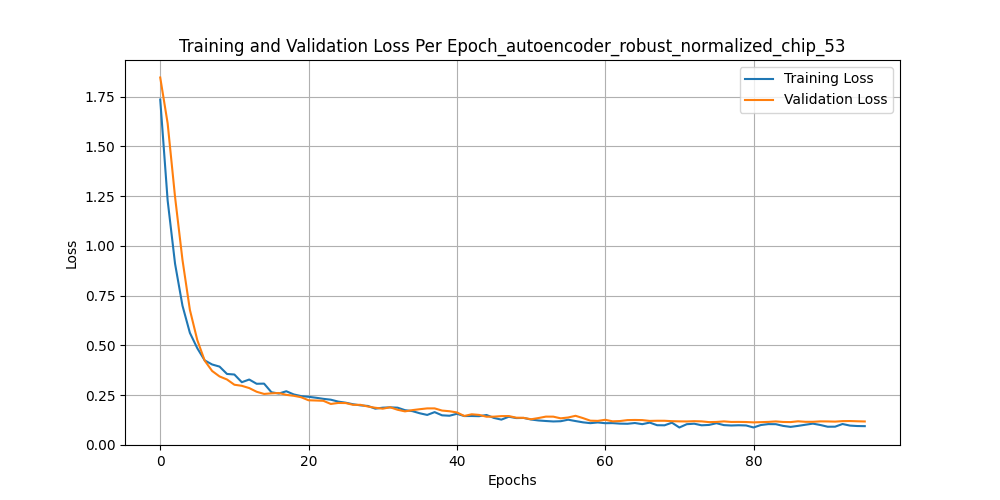 Training and Validation Loss Per Epoch_autoencoder_robust_normalized_chip_53
Training Loss
Validation Loss
1.75
1.50
1.25
1.00
0.75
0.50
0.25
0.00
Loss
0 20 40 60 80
Epochs